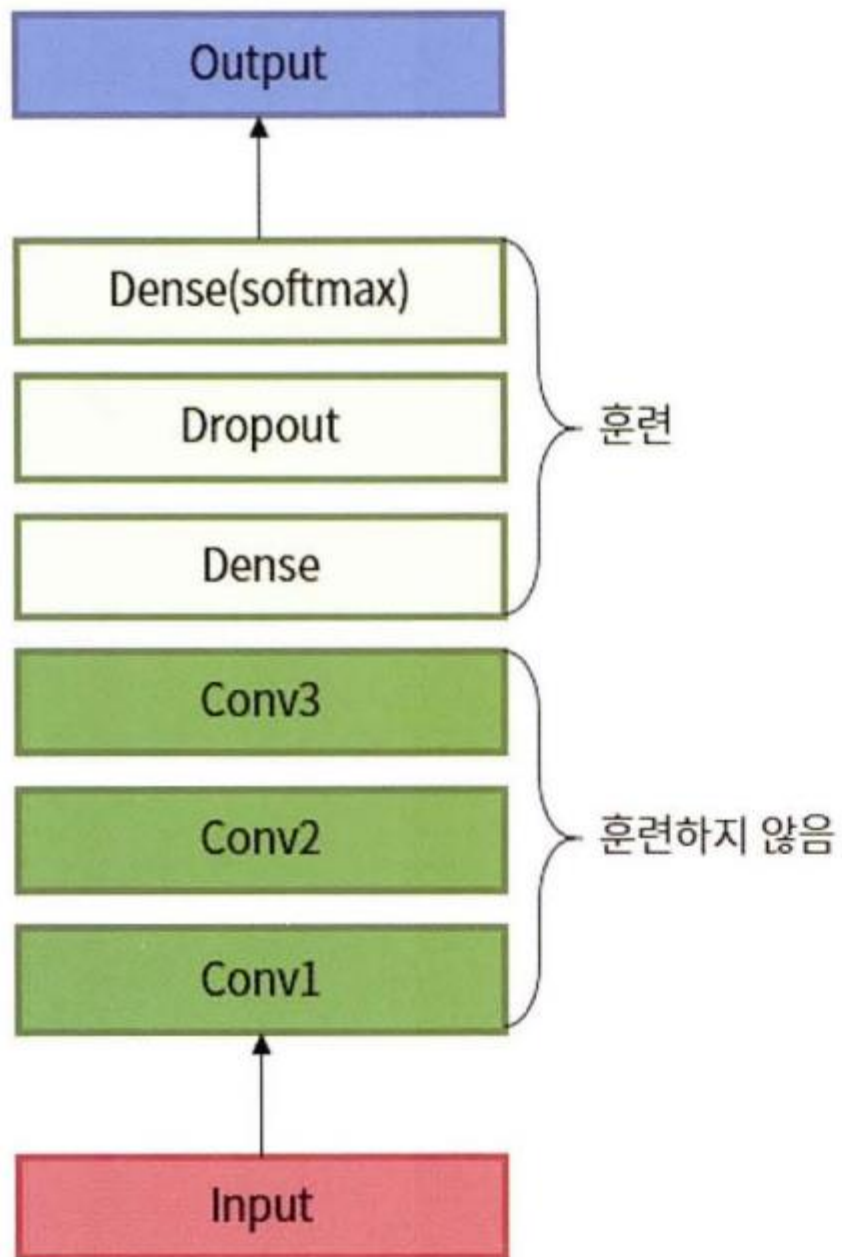 Output
Dense(softmax)
Dropout
훈련
Dense
Conv3
Conv2
훈련하지 않음
Conv1
Input